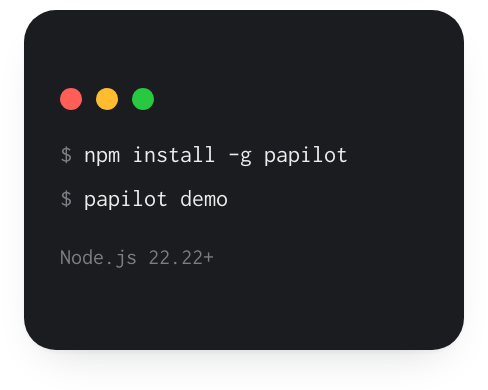 $ npm install -g papilot
$ papilot demo
Node.js 22.22+